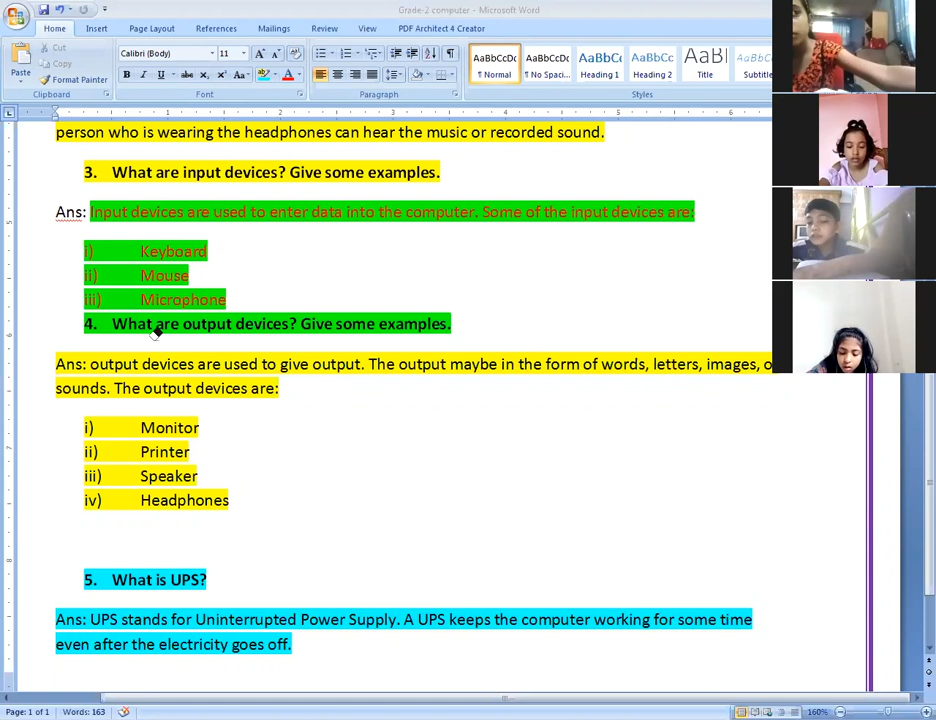 Grade-2 computer - Microsoft Word
Home Insert Page Layout References Mailings Review View PDF Architect 4 Creator
Paste Cut Copy Format Painter Clipboard
Calibri (Body) 11 Font
Paragraph
AaBbCcDc ¶ Normal AaBbCcDc ¶ No Spaci... AaBbC Heading 1 AaBbCc Heading 2 AaB Title AaBbCc Subtitle
Styles
person who is wearing the headphones can hear the music or recorded sound.
3. What are input devices? Give some examples.
Ans: Input devices are used to enter data into the computer. Some of the input devices are:
i) Keyboard
ii) Mouse
iii) Microphone
4. What are output devices? Give some examples.
Ans: output devices are used to give output. The output maybe in the form of words, letters, images,
sounds. The output devices are:
i) Monitor
ii) Printer
iii) Speaker
iv) Headphones
5. What is UPS?
Ans: UPS stands for Uninterrupted Power Supply. A UPS keeps the computer working for some time
even after the electricity goes off.
Page: 1 of 1 Words: 163 160%